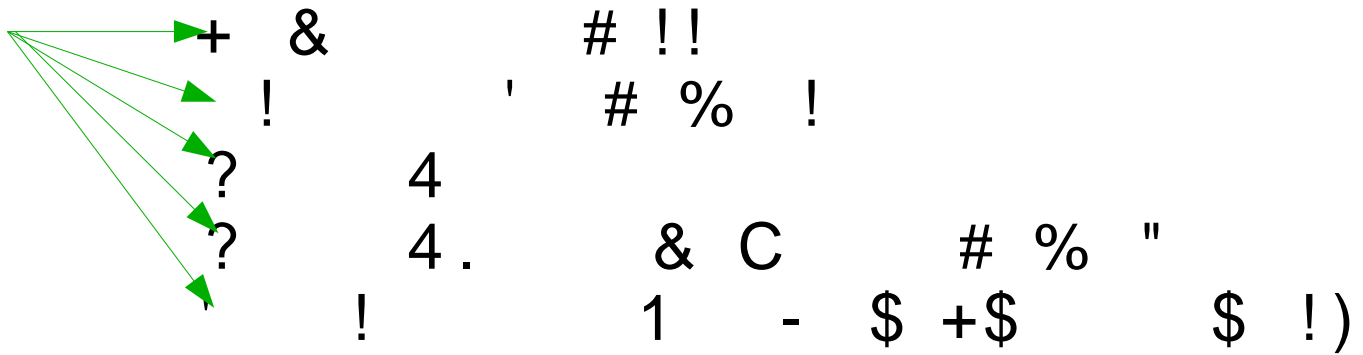 + & # !!
! ' # % !
? 4
? 4. & C # % "
' ! 1 - $ +$ $ !)